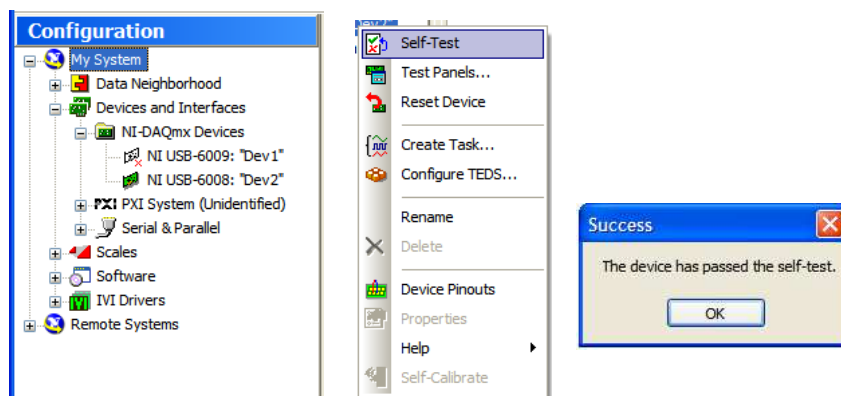 Configuration
My System
Data Neighborhood
Devices and Interfaces
NI-DAQmx Devices
NI USB-6009: "Dev1"
NI USB-6008: "Dev2"
PXI PXI System (Unidentified)
Serial & Parallel
Scales
Software
IVI Drivers
Remote Systems
Self-Test
Test Panels...
Reset Device
Create Task...
Configure TEDS...
Rename
Delete
Device Pinouts
Properties
Help
Self-Calibrate
Success
The device has passed the self-test.
OK